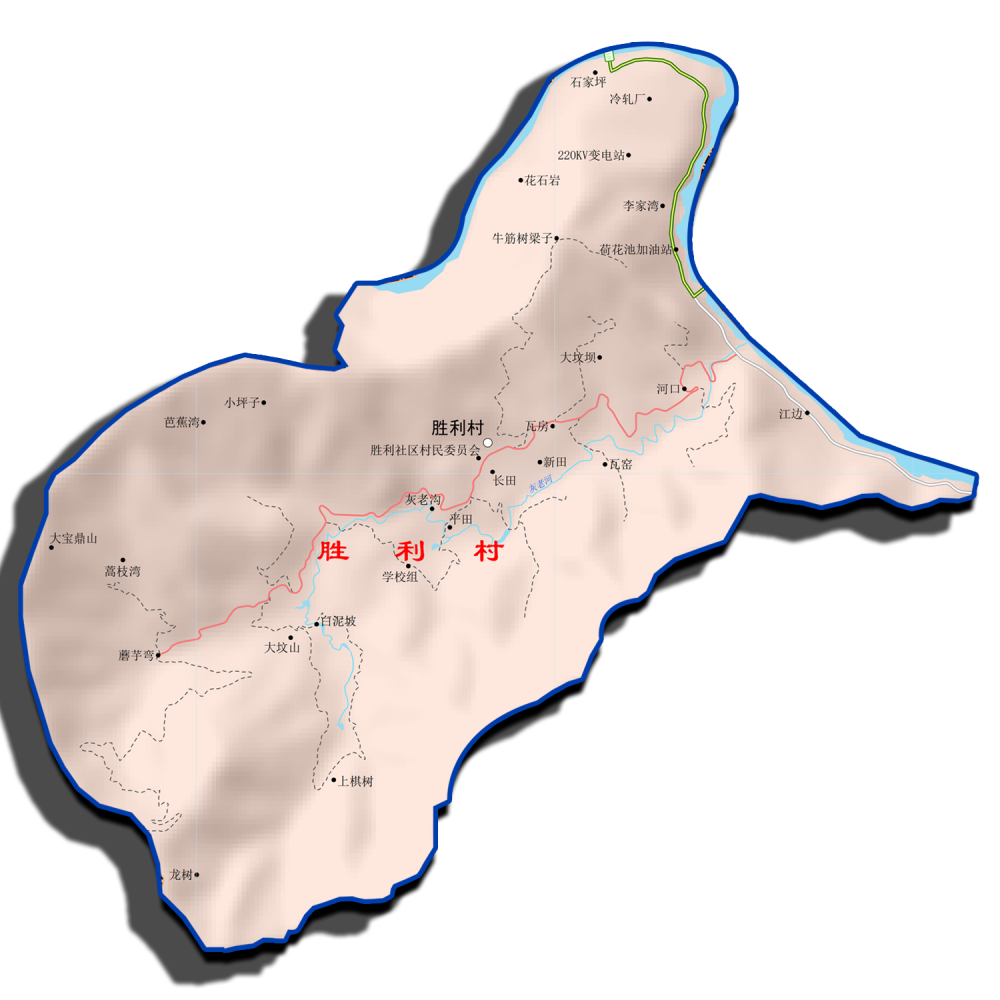 石家坪
冷轧厂
220KV变电站
花石岩
李家湾
牛筋树梁子
荷花池加油站
大坟坝
河口
小坪子
芭蕉湾
江边
胜利村
瓦房
胜利社区村民委员会
新田
瓦窑
长田
灰老河
灰老沟
平田
大宝鼎山
胜利村
蒿枝湾
学校组
白泥坡
大坟山
蘑芋弯
上棋树
龙树